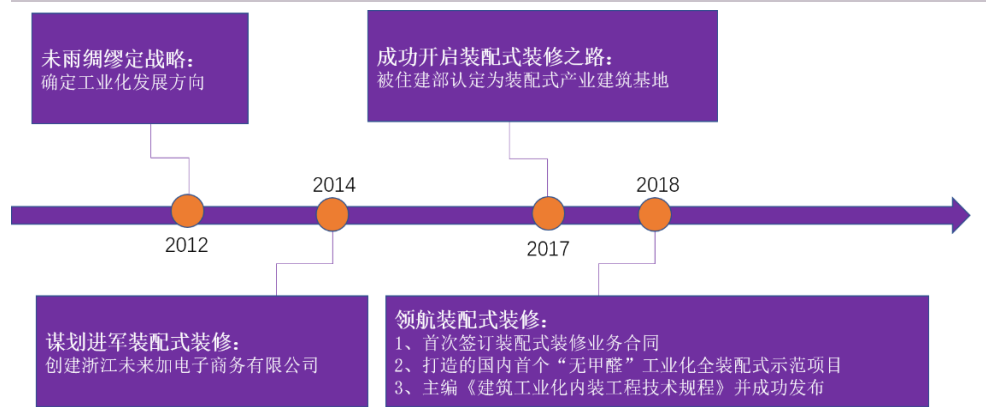 未雨绸缪定战略：
确定工业化发展方向
成功开启装配式装修之路：
被住建部认定为装配式产业建筑基地
2014
2018
2012
2017
谋划进军装配式装修：
创建浙江未来加电子商务有限公司
领航装配式装修：
1、首次签订装配式装修业务合同
2、打造的国内首个“无甲醛”工业化全装配式示范项目
3、主编《建筑工业化内装工程技术规程》并成功发布